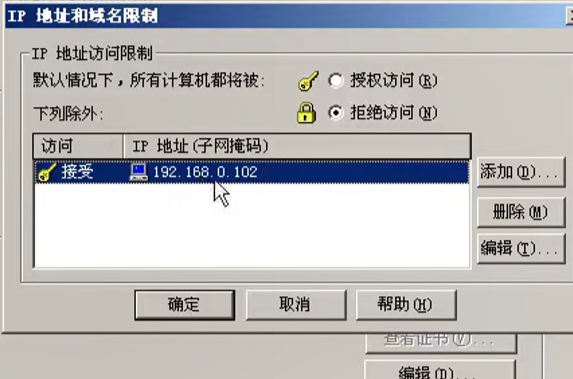 IP 地址和域名限制
IP 地址访问限制
默认情况下，所有计算机都将被:
授权访问(R)
下列除外:
拒绝访问(N)
访问 IP 地址(子网掩码)
接受 192.168.0.102
添加(D)...
删除(M)
编辑(T)...
确定 取消 帮助(H)
查看证书(V)...
编辑(D)...